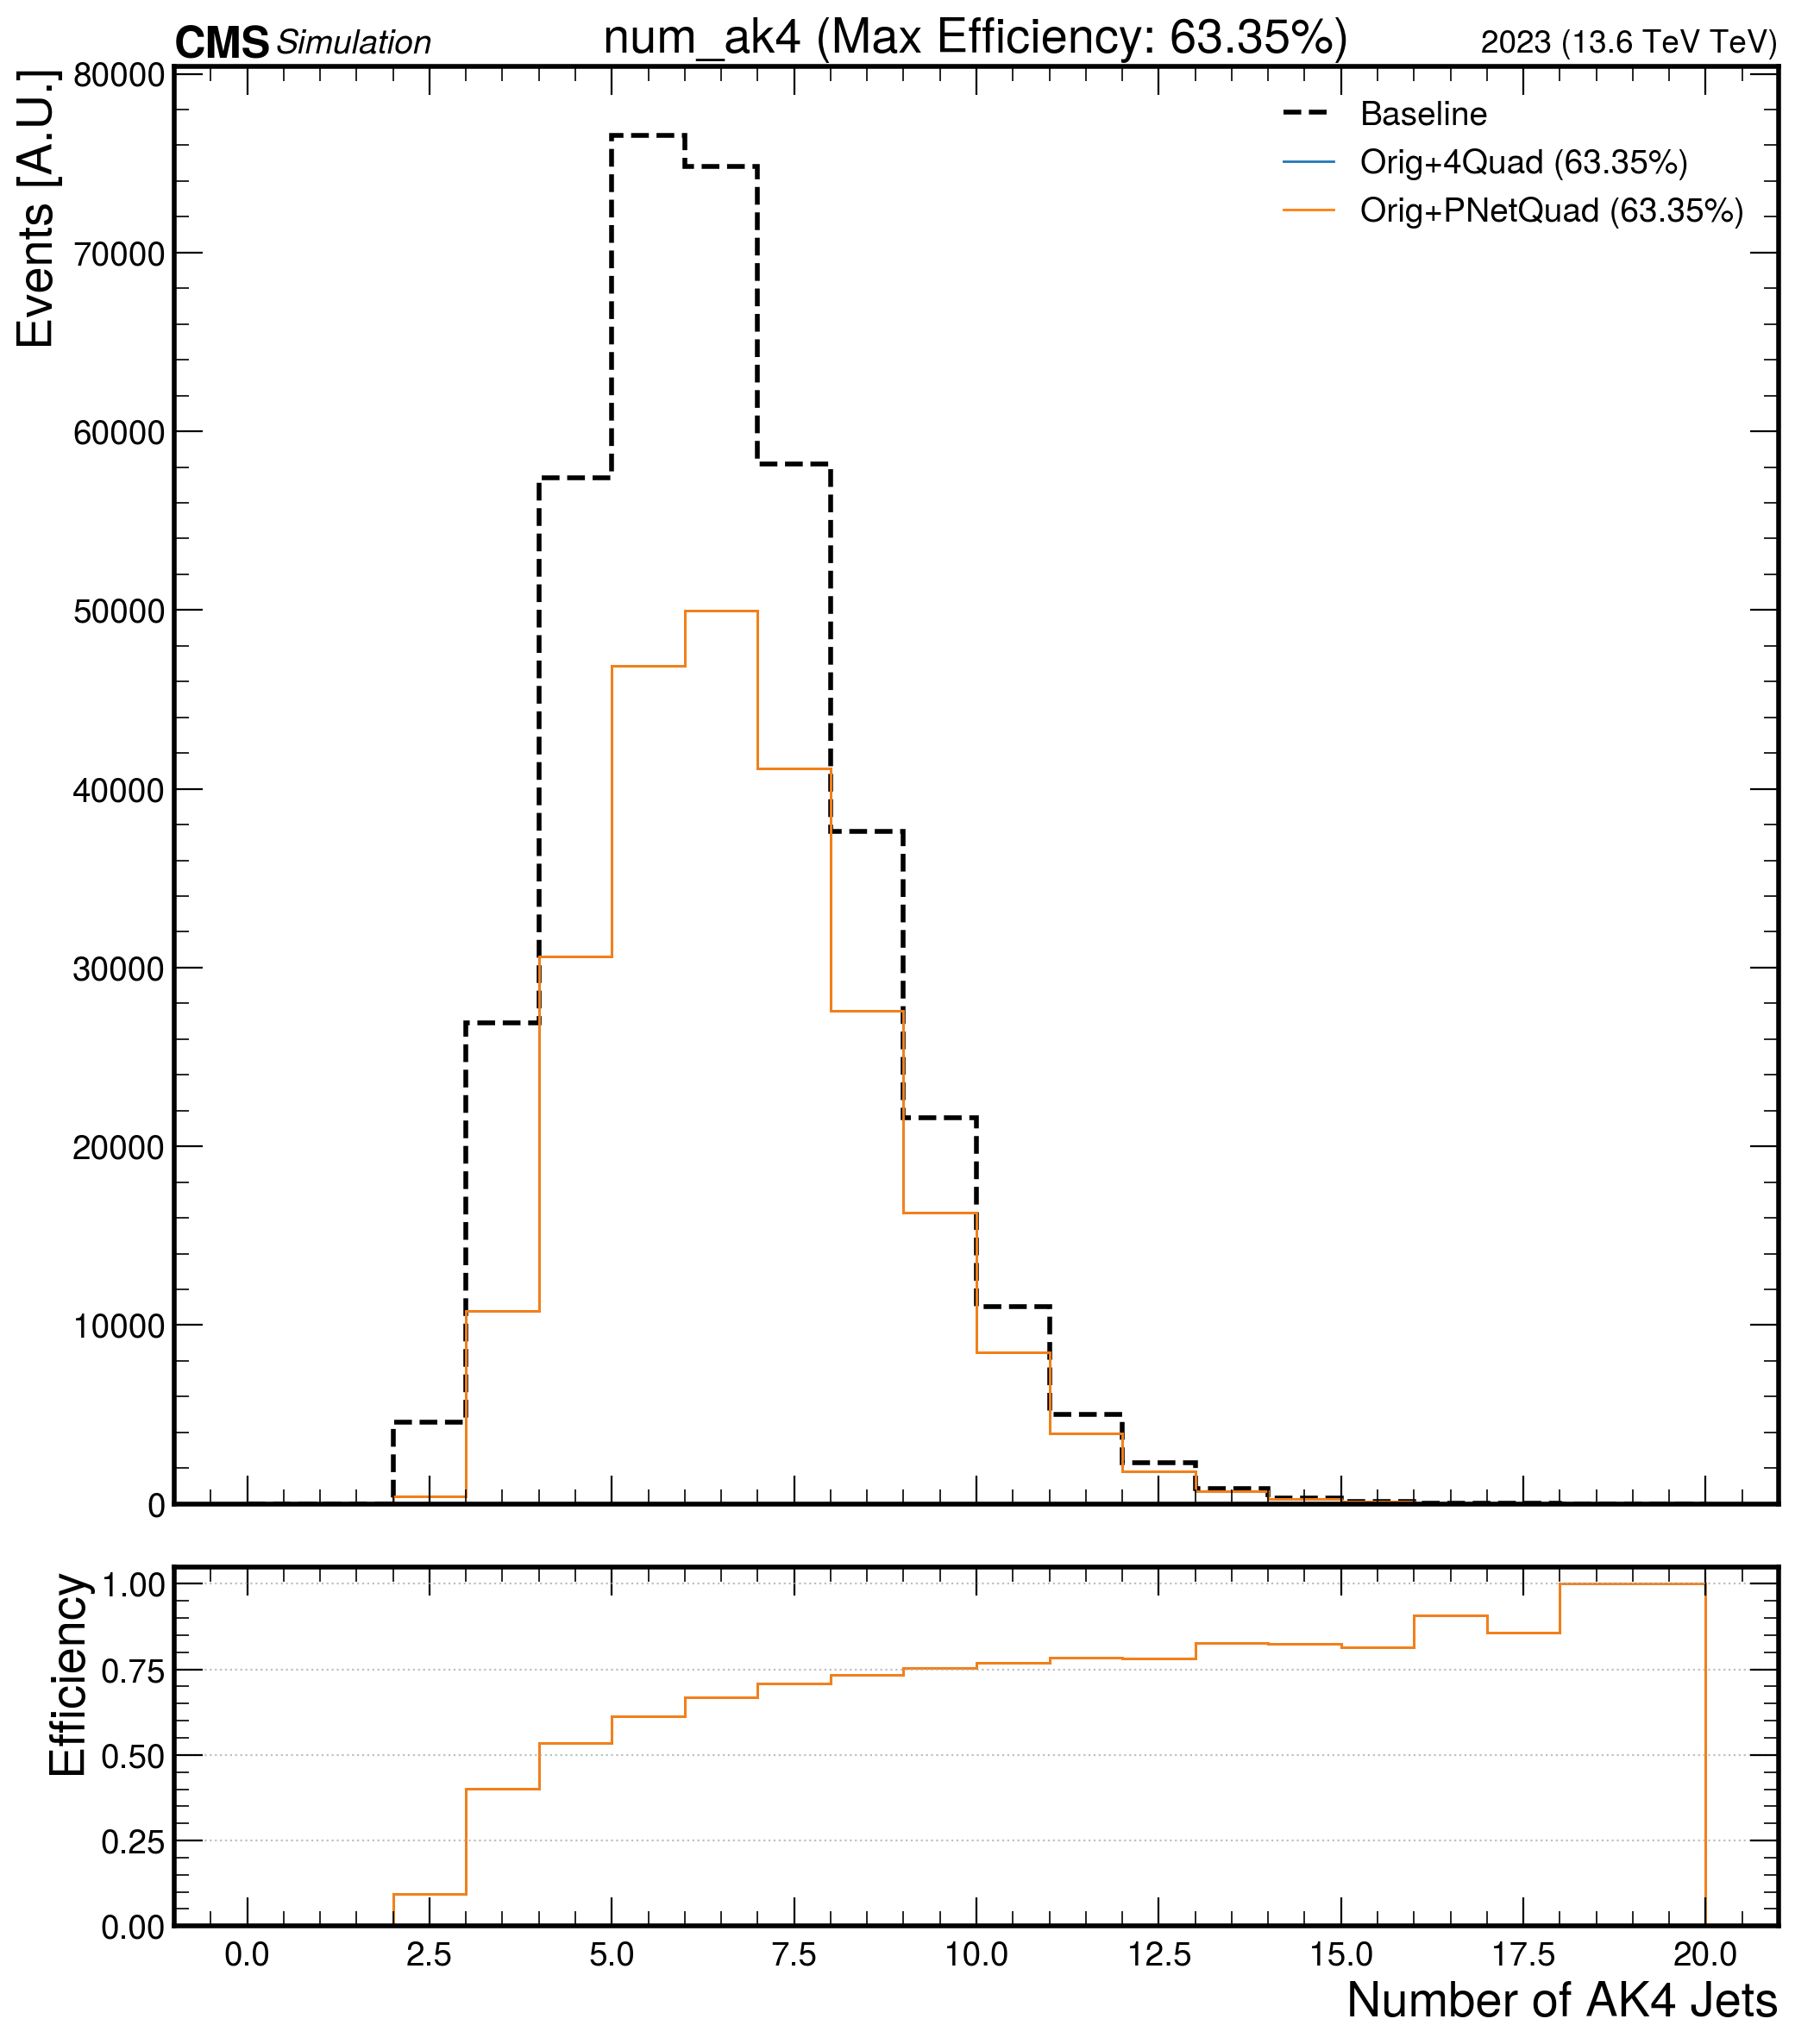 CMS Simulation num_ak4 (Max Efficiency: 63.35%) 2023 (13.6 TeV TeV)
Events [A.U.]
80000
70000
60000
50000
40000
30000
20000
10000
0
Baseline
Orig+4Quad (63.35%)
Orig+PNetQuad (63.35%)
Efficiency
1.00
0.75
0.50
0.25
0.00
0.0 2.5 5.0 7.5 10.0 12.5 15.0 17.5 20.0
Number of AK4 Jets